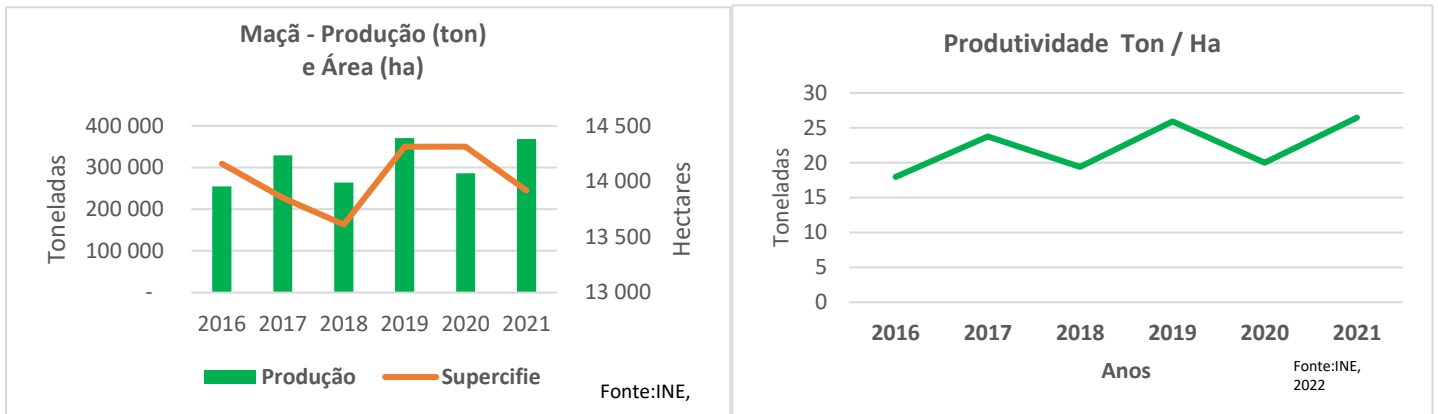 Maçã - Produção (ton)
e Área (ha)
Toneladas
400 000
300 000
200 000
100 000
-
14 500
14 000
13 500
13 000
Hectares
2016 2017 2018 2019 2020 2021
Produção Supercifie
Fonte:INE,
Produtividade Ton / Ha
Toneladas
30
25
20
15
10
5
0
2016 2017 2018 2019 2020 2021
Anos
Fonte:INE,
2022